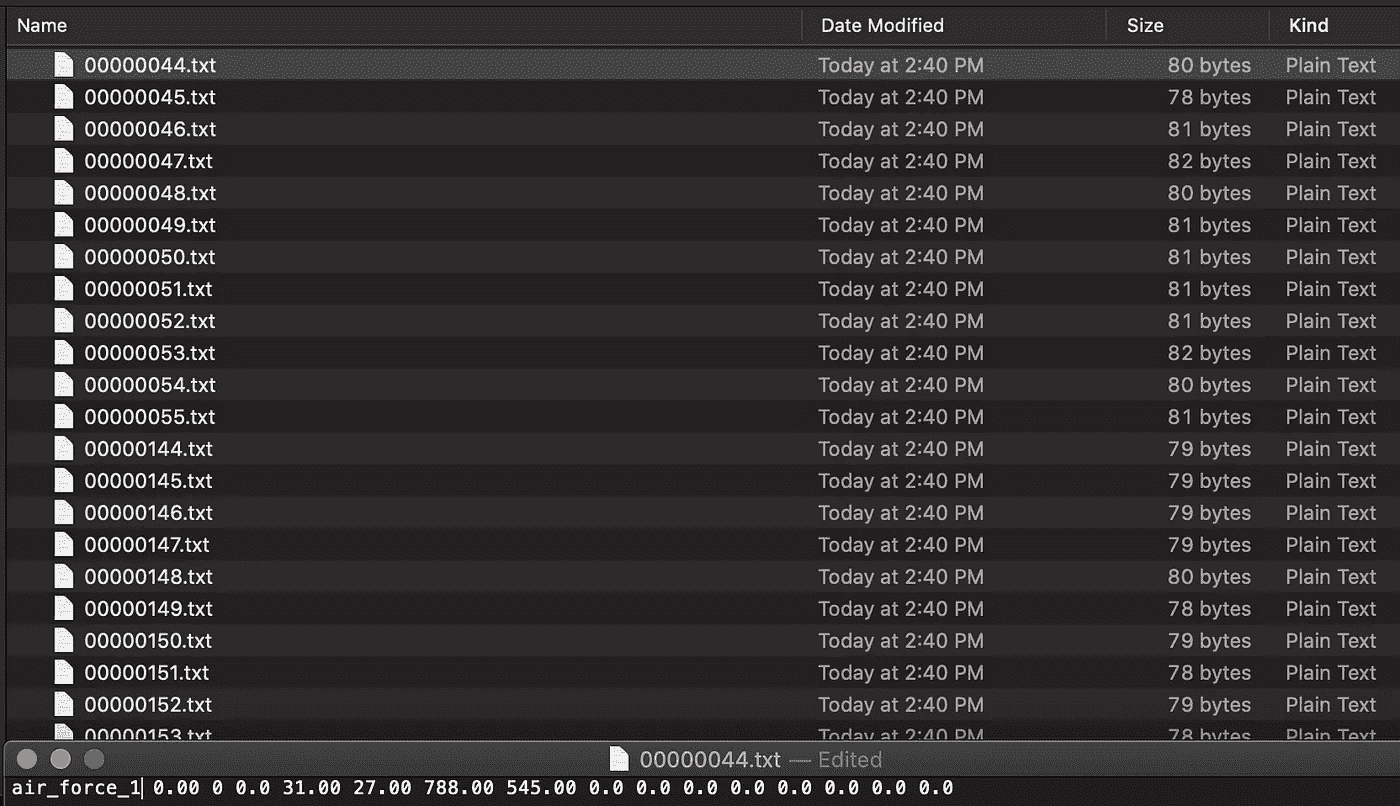 Name Date Modified Size Kind
00000044.txt Today at 2:40 PM 80 bytes Plain Text
00000045.txt Today at 2:40 PM 78 bytes Plain Text
00000046.txt Today at 2:40 PM 81 bytes Plain Text
00000047.txt Today at 2:40 PM 82 bytes Plain Text
00000048.txt Today at 2:40 PM 80 bytes Plain Text
00000049.txt Today at 2:40 PM 81 bytes Plain Text
00000050.txt Today at 2:40 PM 81 bytes Plain Text
00000051.txt Today at 2:40 PM 81 bytes Plain Text
00000052.txt Today at 2:40 PM 81 bytes Plain Text
00000053.txt Today at 2:40 PM 82 bytes Plain Text
00000054.txt Today at 2:40 PM 80 bytes Plain Text
00000055.txt Today at 2:40 PM 81 bytes Plain Text
00000144.txt Today at 2:40 PM 79 bytes Plain Text
00000145.txt Today at 2:40 PM 79 bytes Plain Text
00000146.txt Today at 2:40 PM 79 bytes Plain Text
00000147.txt Today at 2:40 PM 79 bytes Plain Text
00000148.txt Today at 2:40 PM 80 bytes Plain Text
00000149.txt Today at 2:40 PM 78 bytes Plain Text
00000150.txt Today at 2:40 PM 79 bytes Plain Text
00000151.txt Today at 2:40 PM 78 bytes Plain Text
00000152.txt Today at 2:40 PM 79 bytes Plain Text
00000153.txt Today at 2:40 PM 78 bytes Plain Text
00000044.txt — Edited
air_force_1 0.00 0 0.0 31.00 27.00 788.00 545.00 0.0 0.0 0.0 0.0 0.0 0.0 0.0 0.0